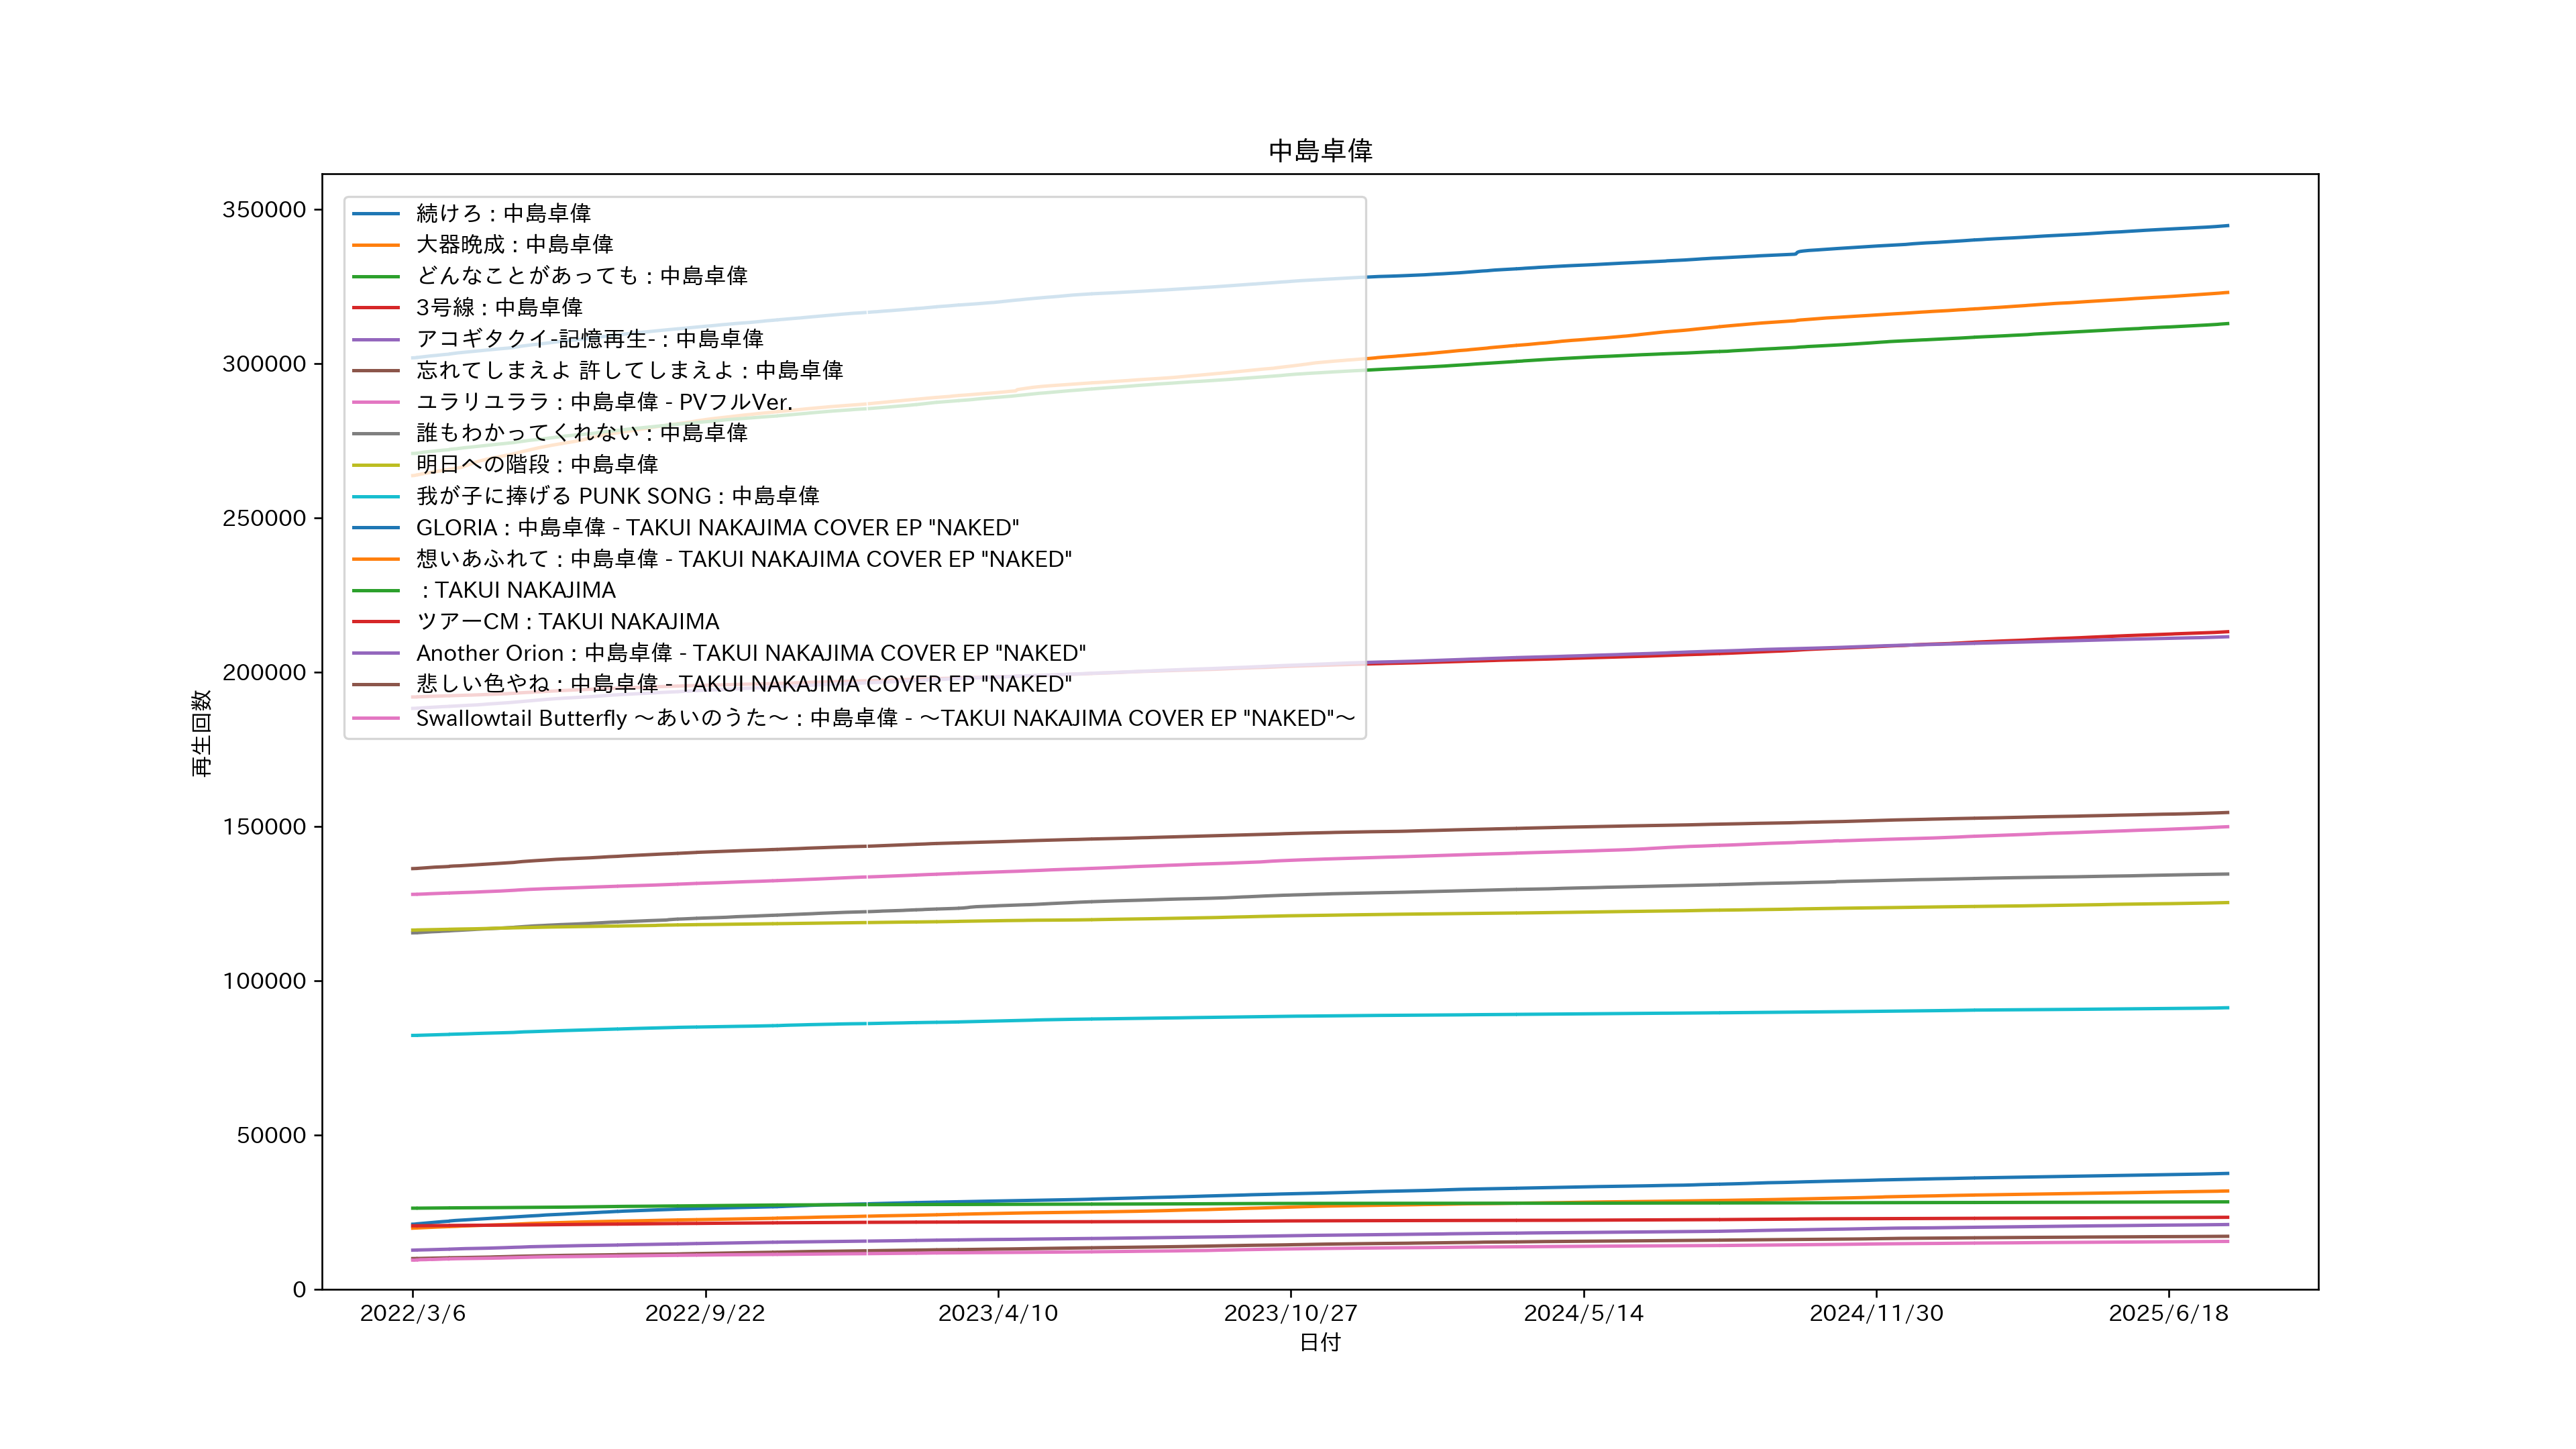 中島卓偉
350000
300000
250000
200000
150000
100000
50000
0
再生回数
続けろ : 中島卓偉
大器晩成 : 中島卓偉
どんなことがあっても : 中島卓偉
3号線 : 中島卓偉
アコギタクイ-記憶再生- : 中島卓偉
忘れてしまえよ 許してしまえよ : 中島卓偉
ユラリユララ : 中島卓偉 - PVフルVer.
誰もわかってくれない : 中島卓偉
明日への階段 : 中島卓偉
我が子に捧げる PUNK SONG : 中島卓偉
GLORIA : 中島卓偉 - TAKUI NAKAJIMA COVER EP "NAKED"
想いあふれて : 中島卓偉 - TAKUI NAKAJIMA COVER EP "NAKED"
: TAKUI NAKAJIMA
ツアーCM : TAKUI NAKAJIMA
Another Orion : 中島卓偉 - TAKUI NAKAJIMA COVER EP "NAKED"
悲しい色やね : 中島卓偉 - TAKUI NAKAJIMA COVER EP "NAKED"
Swallowtail Butterfly ～あいのうた～ : 中島卓偉 - ～TAKUI NAKAJIMA COVER EP "NAKED"～
2022/3/6 2022/9/22 2023/4/10 2023/10/27 2024/5/14 2024/11/30 2025/6/18
日付